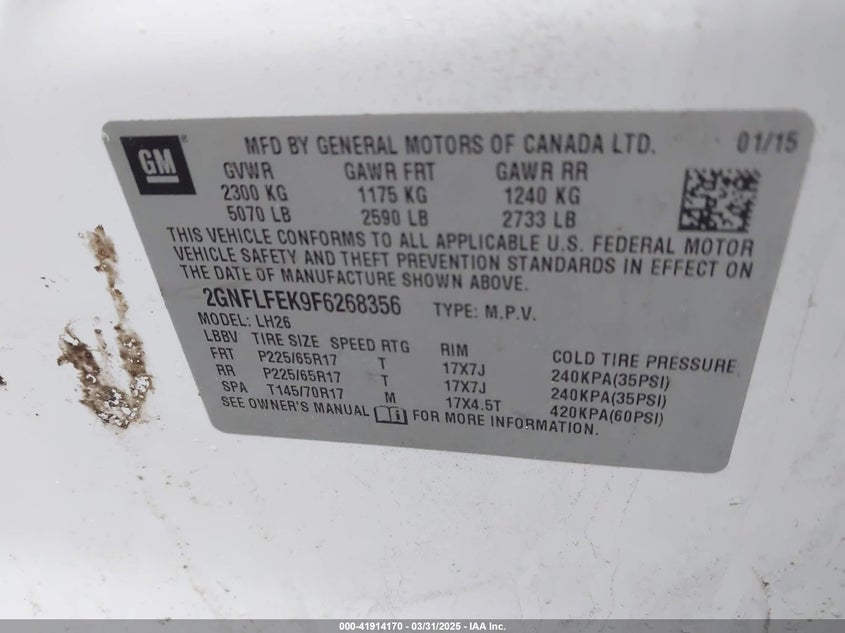 GM
MFD BY GENERAL MOTORS OF CANADA LTD. 01/15
GVWR GAWR FRT GAWR RR
2300 KG 1175 KG 1240 KG
5070 LB 2590 LB 2733 LB
THIS VEHICLE CONFORMS TO ALL APPLICABLE U.S. FEDERAL MOTOR
VEHICLE SAFETY AND THEFT PREVENTION STANDARDS IN EFFECT ON
THE DATE OF MANUFACTURE SHOWN ABOVE.
2GNFLFEK9F6268356 TYPE: M.P.V.
MODEL: LH26
LBBV TIRE SIZE SPEED RTG RIM COLD TIRE PRESSURE
FRT P225/65R17 T 17X7J 240KPA(35PSI)
RR P225/65R17 T 17X7J 240KPA(35PSI)
SPA T145/70R17 M 17X4.5T 420KPA(60PSI)
SEE OWNER'S MANUAL FOR MORE INFORMATION.
000-41914170 — 03/31/2025 — IAA Inc.